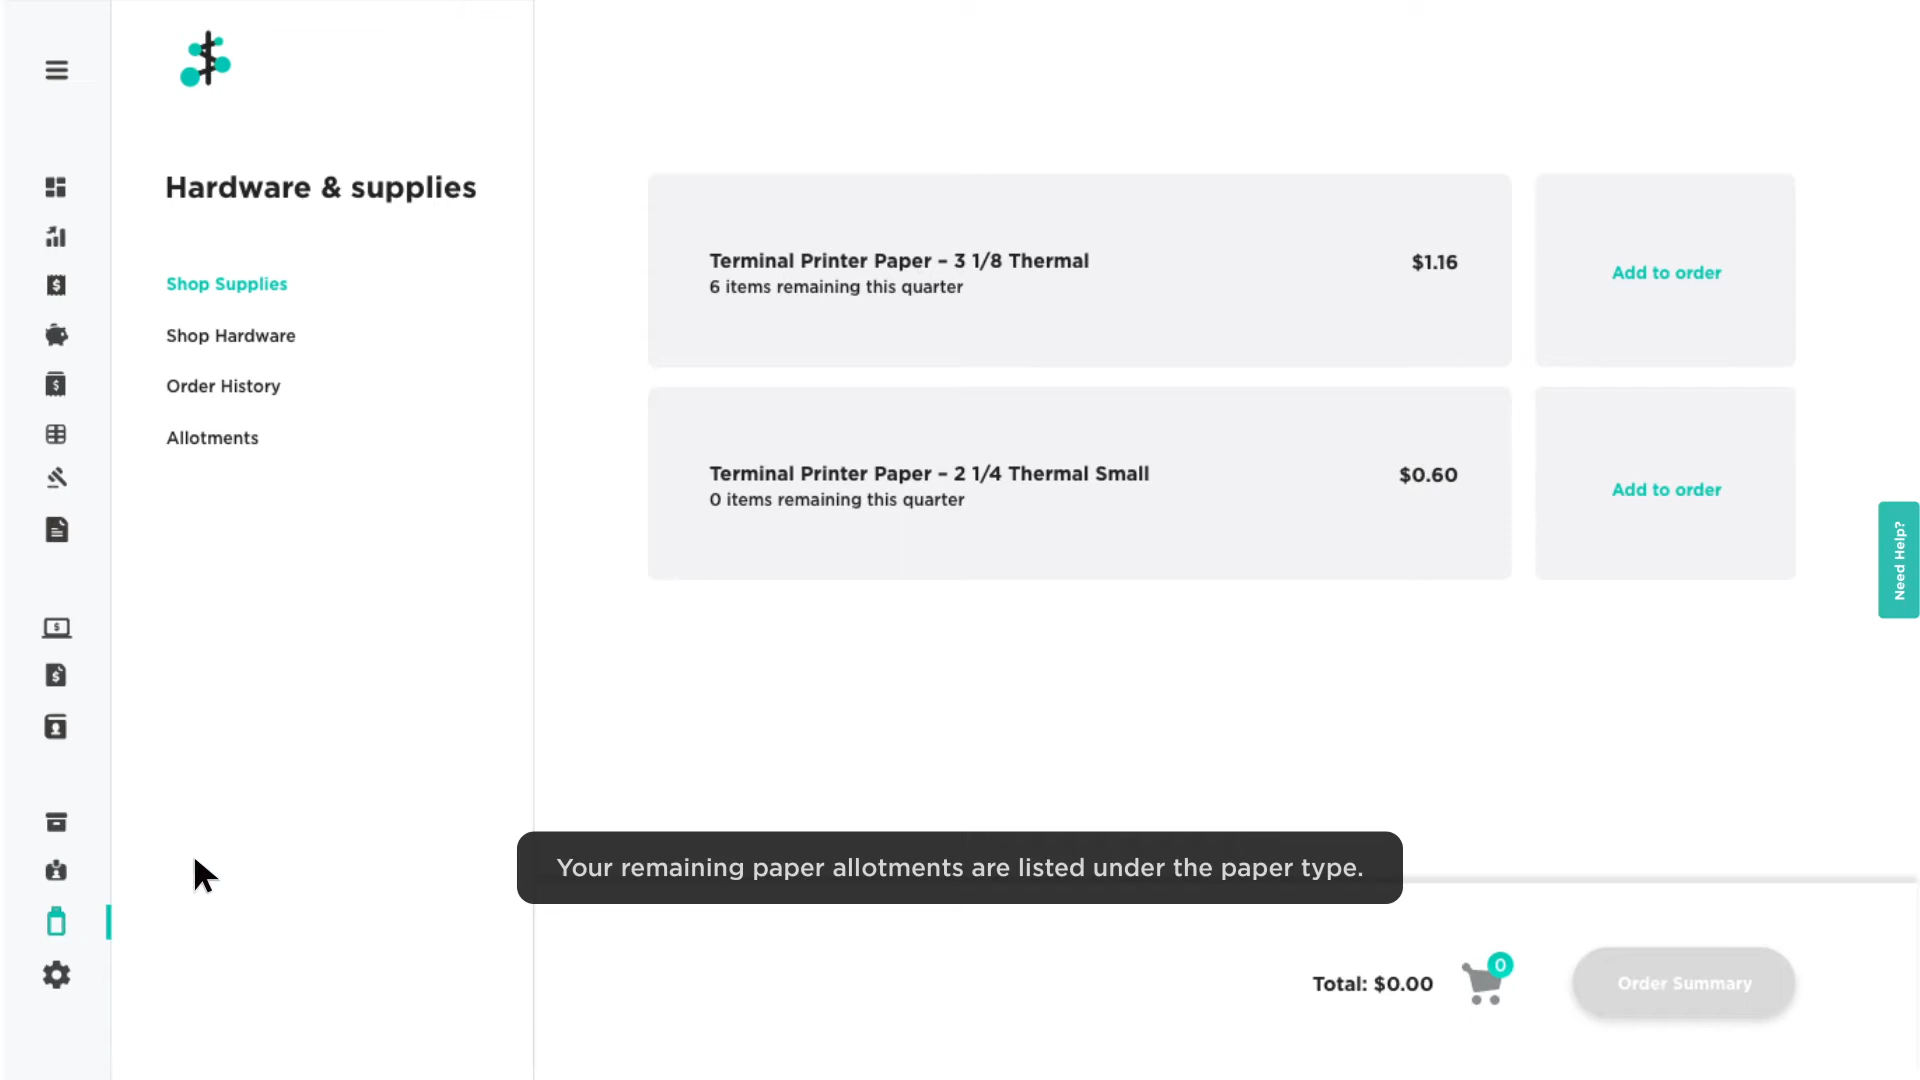 Hardware & supplies
Shop Supplies
Shop Hardware
Order History
Allotments
Terminal Printer Paper – 3 1/8 Thermal
$1.16
6 items remaining this quarter
Add to order
Terminal Printer Paper – 2 1/4 Thermal Small
$0.60
0 items remaining this quarter
Add to order
Need Help?
Your remaining paper allotments are listed under the paper type.
Total: $0.00
0
Order Summary